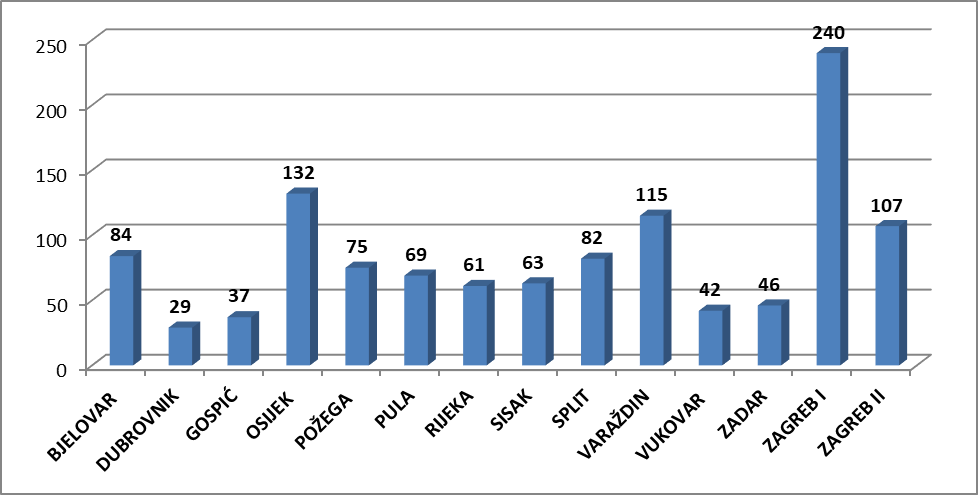 250
200
150
100
50
0
84
29
37
132
75
69
61
63
82
115
42
46
240
107
BJELOVAR
DUBROVNIK
GOSPIĆ
OSIJEK
POŽEGA
PULA
RIJEKA
SISAK
SPLIT
VARAŽDIN
VUKOVAR
ZADAR
ZAGREB I
ZAGREB II